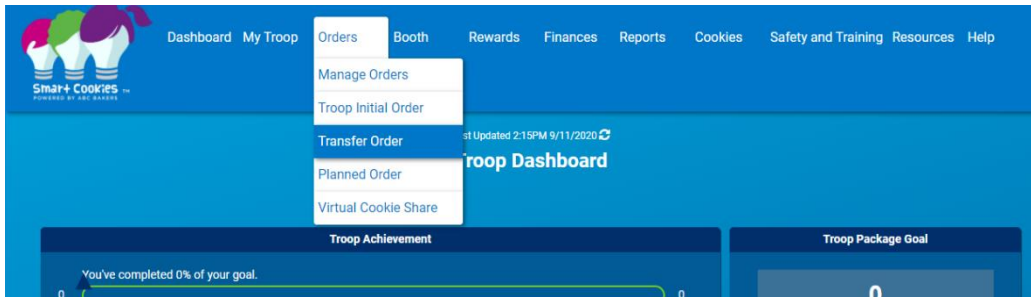 Dashboard My Troop Orders Booth Rewards Finances Reports Cookies Safety and Training Resources Help
Smart Cookies TM
POWERED BY ABC BAKERS
Manage Orders
Troop Initial Order
Transfer Order
Planned Order
Virtual Cookie Share
st Updated 2:15PM 9/11/2020
Troop Dashboard
Troop Achievement
Troop Package Goal
You've completed 0% of your goal.
0
0
0